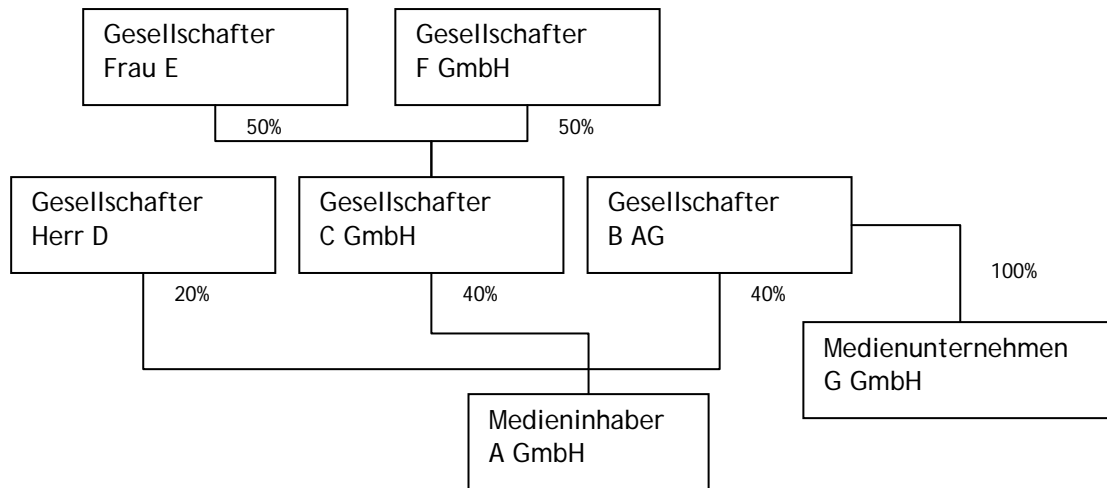 Gesellschafter
Frau E
Gesellschafter
F GmbH
50%
50%
Gesellschafter
Herr D
Gesellschafter
C GmbH
Gesellschafter
B AG
20%
40%
40%
100%
Medienunternehmen
G GmbH
Medieninhaber
A GmbH